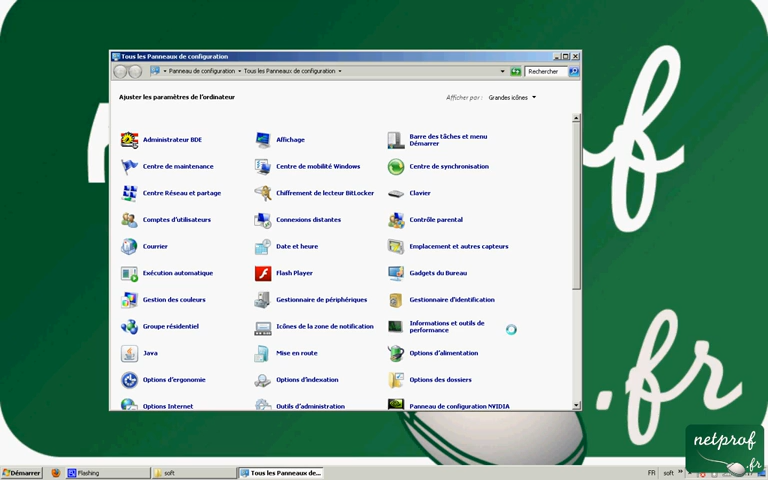 Tous les Panneaux de configuration
Panneau de configuration
Tous les Panneaux de configuration
Rechercher
Ajuster les paramètres de l'ordinateur
Afficher par : Grandes icônes
Administrateur BDE
Affichage
Barre des tâches et menu
Démarrer
Centre de maintenance
Centre de mobilité Windows
Centre de synchronisation
Centre Réseau et partage
Chiffrement de lecteur BitLocker
Clavier
Comptes d'utilisateurs
Connexions distantes
Contrôle parental
Courrier
Date et heure
Emplacement et autres capteurs
Exécution automatique
Flash Player
Gadgets du Bureau
Gestion des couleurs
Gestionnaire de périphériques
Gestionnaire d'identification
Groupe résidentiel
Icônes de la zone de notification
Informations et outils de
performance
Java
Mise en route
Options d'alimentation
Options d'ergonomie
Options d'indexation
Options des dossiers
Options Internet
Outils d'administration
Panneau de configuration NVIDIA
.fr
netprof
.fr
Démarrer
Flashing
soft
Tous les Panneaux de...
FR
soft